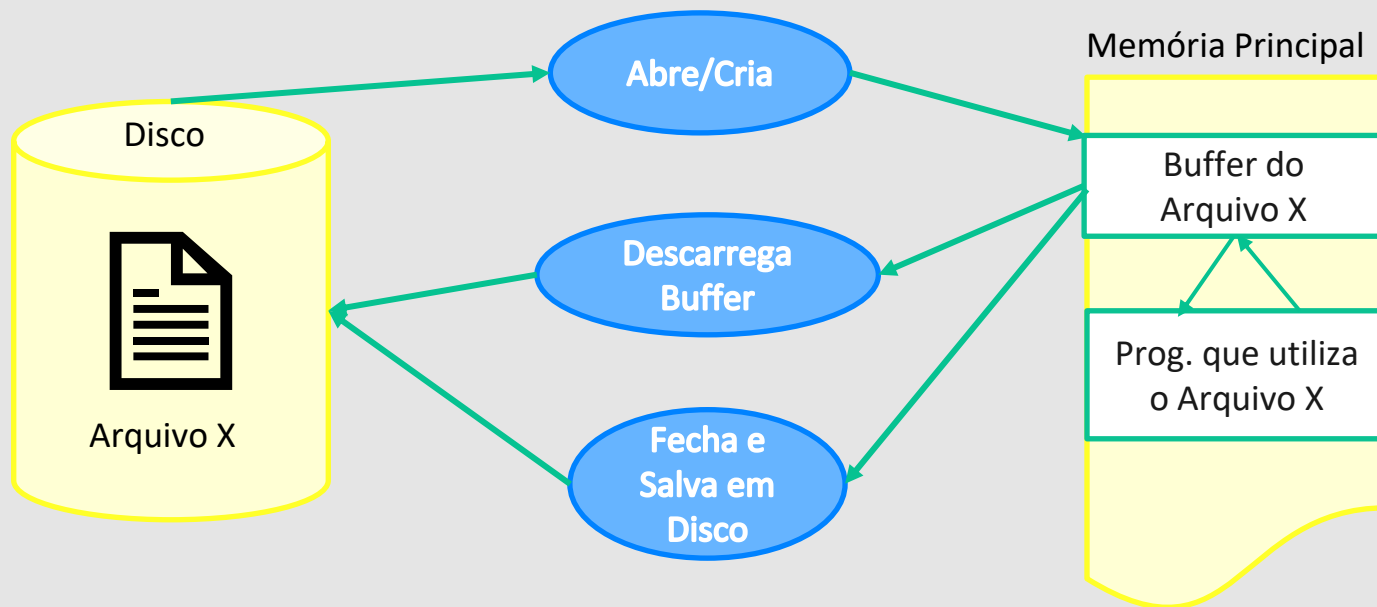 Abre/Cria
Memória Principal
Disco
Buffer do
Arquivo X
Descarrega
Buffer
Prog. que utiliza
o Arquivo X
Arquivo X
Fecha e
Salva em
Disco